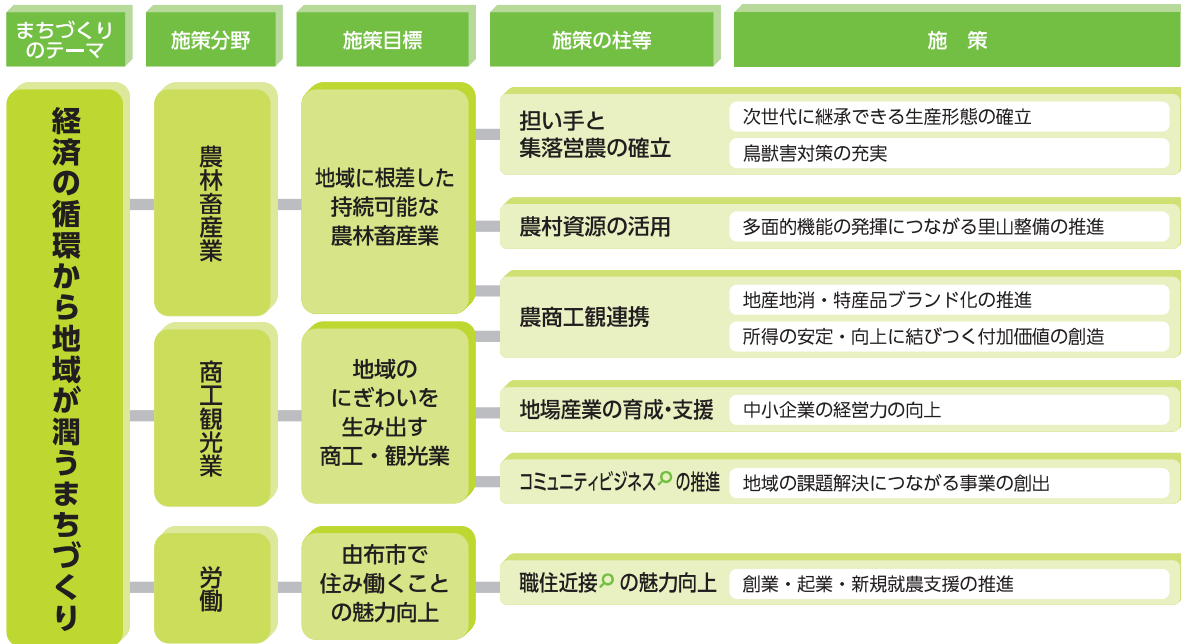 まちづくり
のテーマ
施策分野
施策目標
施策の柱等
施 策
経済の循環から地域が潤うまちづくり
農林畜産業
地域に根差した
持続可能な
農林畜産業
担い手と
集落営農の確立
次世代に継承できる生産形態の確立
鳥獣害対策の充実
農村資源の活用
多面的機能の発揮につながる里山整備の推進
農商工観連携
地産地消・特産品ブランド化の推進
所得の安定・向上に結びつく付加価値の創造
商工観光業
地域の
にぎわいを
生み出す
商工・観光業
地場産業の育成・支援
中小企業の経営力の向上
コミュニティビジネス の推進
地域の課題解決につながる事業の創出
労働
由布市で
住み働くこと
の魅力向上
職住近接 の魅力向上
創業・起業・新規就農支援の推進